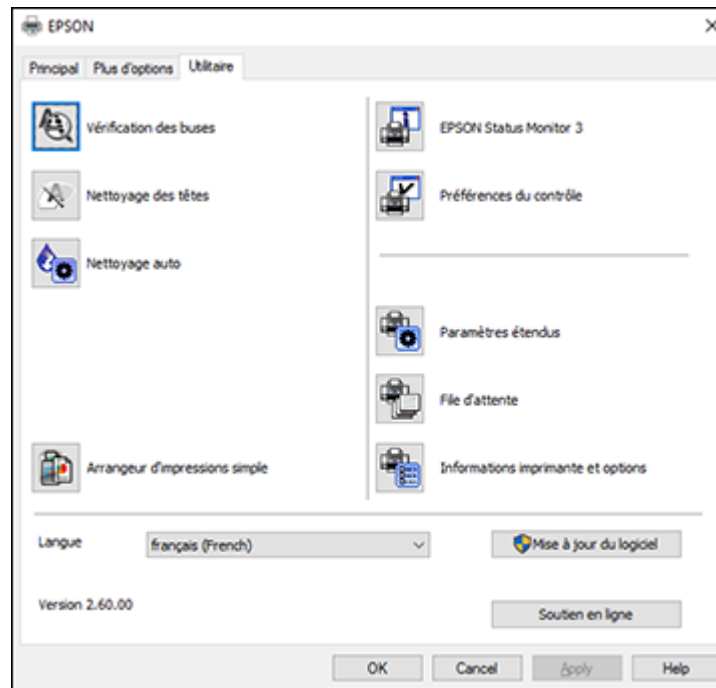 EPSON
Principal Plus d'options Utilitaire
Vérification des buses
EPSON Status Monitor 3
Nettoyage des têtes
Préférences du contrôle
Nettoyage auto
Paramètres étendus
File d'attente
Arrangeur d'impressions simple
Informations imprimante et options
Langue français (French) Mise à jour du logiciel
Version 2.60.00
Soutien en ligne
OK Cancel Apply Help